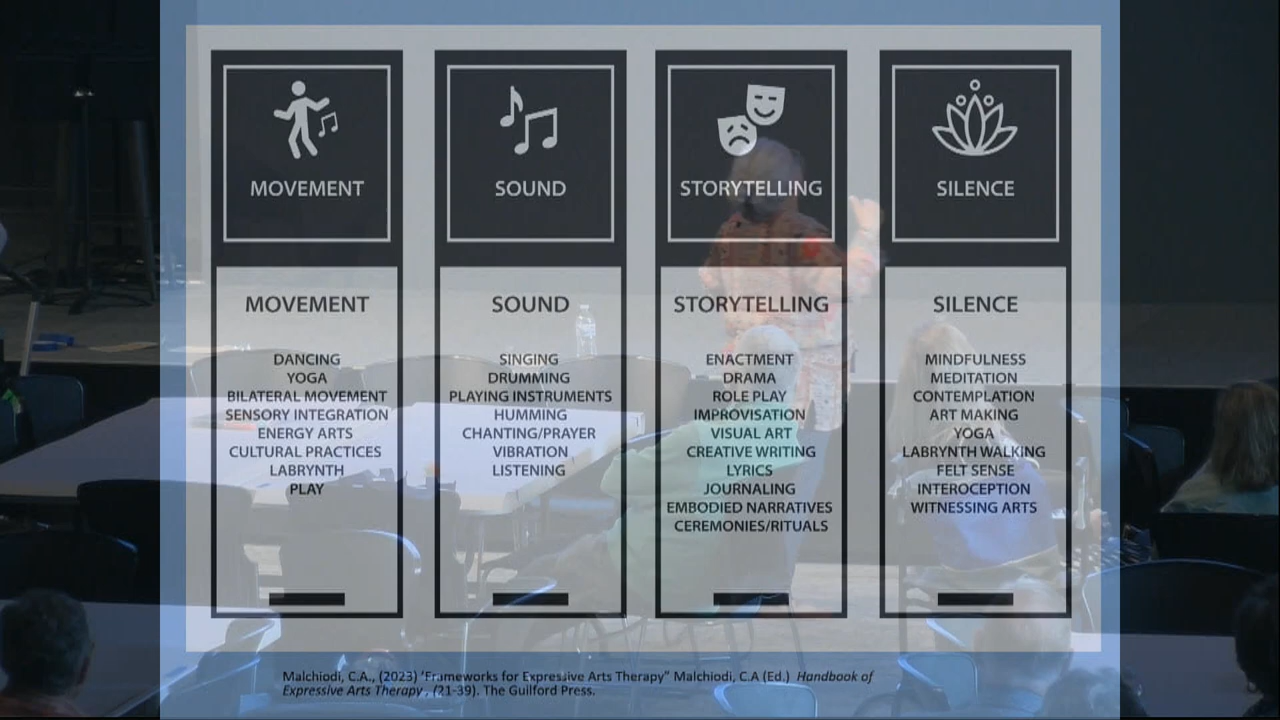 MOVEMENT
SOUND
STORYTELLING
SILENCE
MOVEMENT
DANCING
YOGA
BILATERAL MOVEMENT
SENSORY INTEGRATION
ENERGY ARTS
CULTURAL PRACTICES
LABRYNTH
PLAY
SOUND
SINGING
DRUMMING
PLAYING INSTRUMENTS
HUMMING
CHANTING/PRAYER
VIBRATION
LISTENING
STORYTELLING
ENACTMENT
DRAMA
ROLE PLAY
IMPROVISATION
VISUAL ART
CREATIVE WRITING
LYRICS
JOURNALING
EMBODIED NARRATIVES
CEREMONIES/RITUALS
SILENCE
MINDFULNESS
MEDITATION
CONTEMPLATION
ART MAKING
YOGA
LABRYNTH WALKING
FELT SENSE
INTEROCEPTION
WITNESSING ARTS
Malchiodi, C.A., (2023) ‘Frameworks for Expressive Arts Therapy” Malchiodi, C.A (Ed.) Handbook of
Expressive Arts Therapy , (21-39). The Guilford Press.